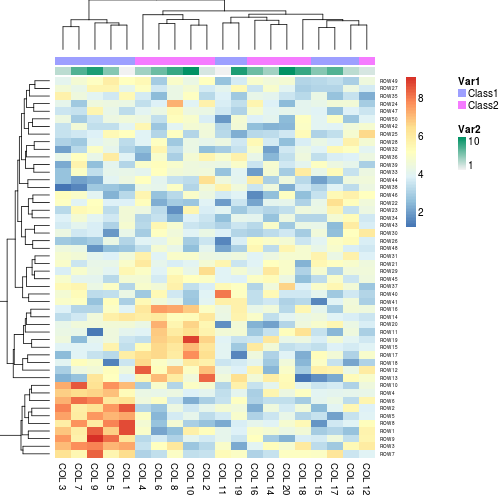 Var1
Class1
Class2
Var2
10
1
8
6
4
2
ROW49
ROW27
ROW35
ROW24
ROW47
ROW50
ROW42
ROW25
ROW28
ROW32
ROW36
ROW39
ROW33
ROW44
ROW38
ROW46
ROW22
ROW23
ROW34
ROW43
ROW30
ROW26
ROW48
ROW31
ROW21
ROW29
ROW45
ROW37
ROW40
ROW41
ROW16
ROW14
ROW20
ROW11
ROW19
ROW15
ROW17
ROW18
ROW12
ROW13
ROW10
ROW4
ROW6
ROW2
ROW5
ROW8
ROW1
ROW9
ROW3
ROW7
COL 3
COL 7
COL 9
COL 5
COL 1
COL 4
COL 6
COL 8
COL 10
COL 2
COL 11
COL 19
COL 16
COL 14
COL 20
COL 18
COL 15
COL 17
COL 13
COL 12